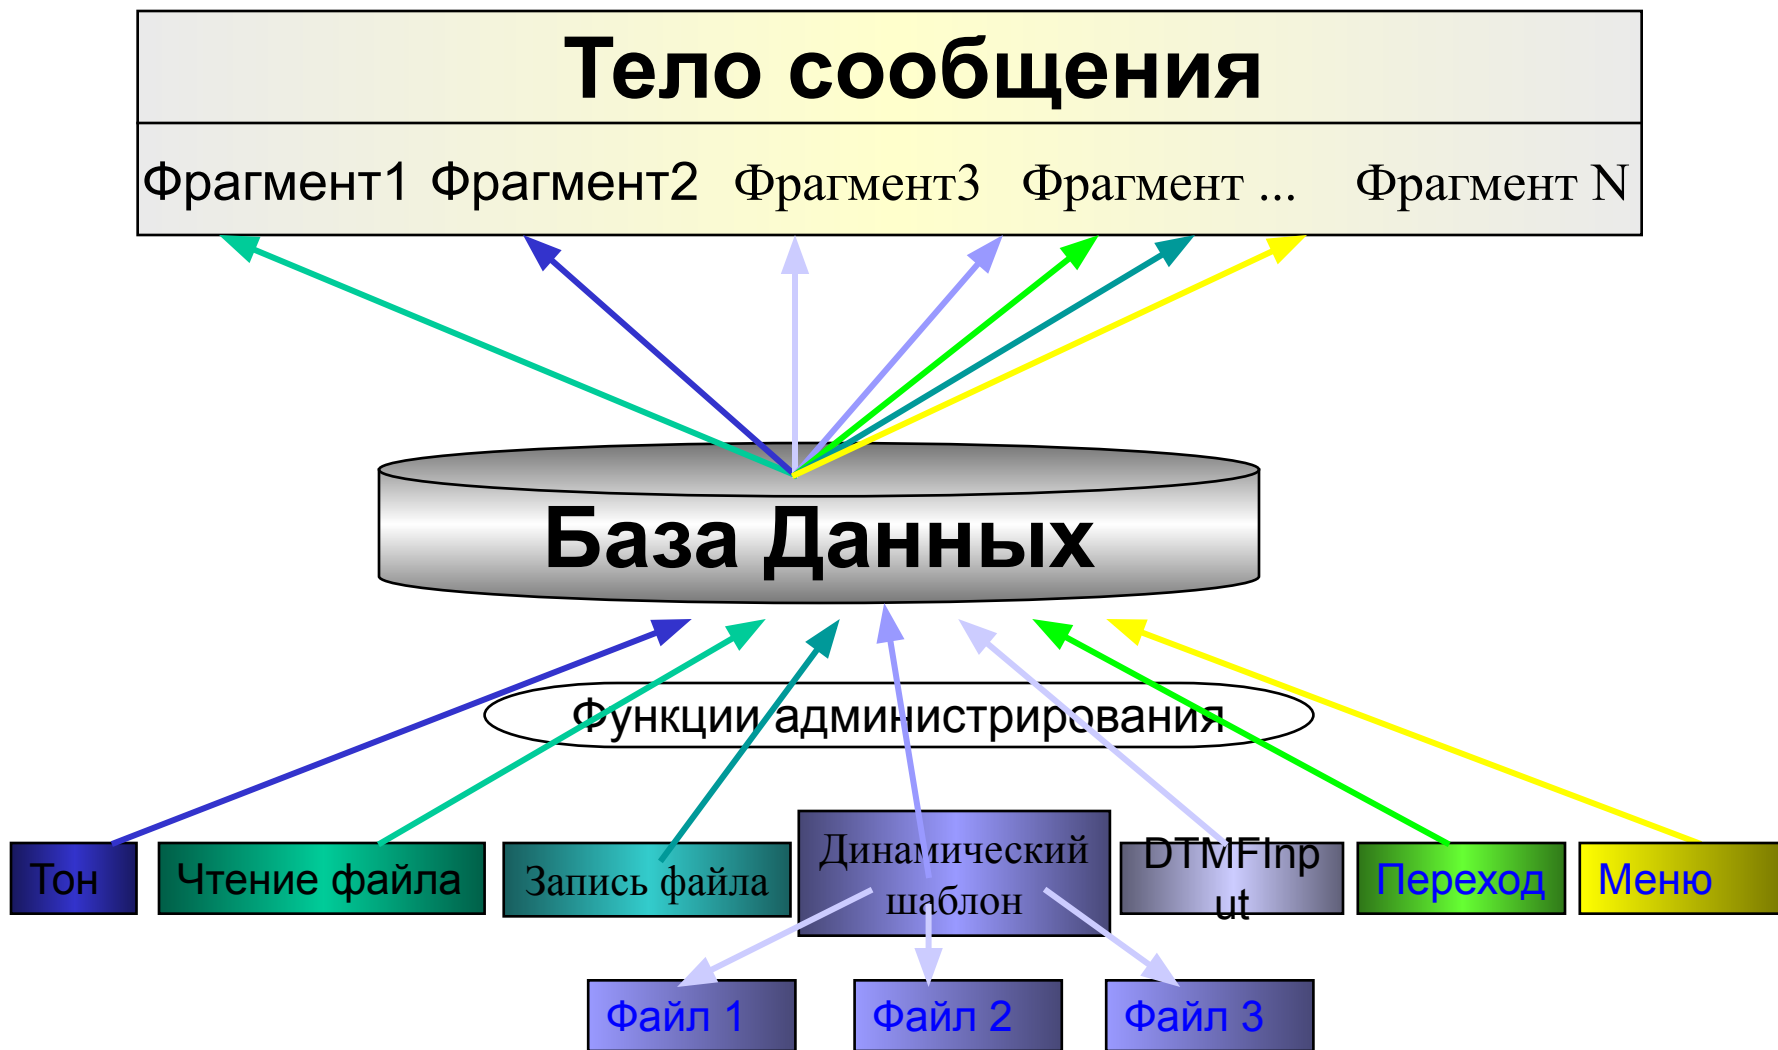 Тело сообщения
Фрагмент1 Фрагмент2 Фрагмент3 Фрагмент ... Фрагмент N
База Данных
Функции администрирования
Тон
Чтение файла
Запись файла
Динамический
шаблон
DTMFInp
ut
Переход
Меню
Файл 1
Файл 2
Файл 3